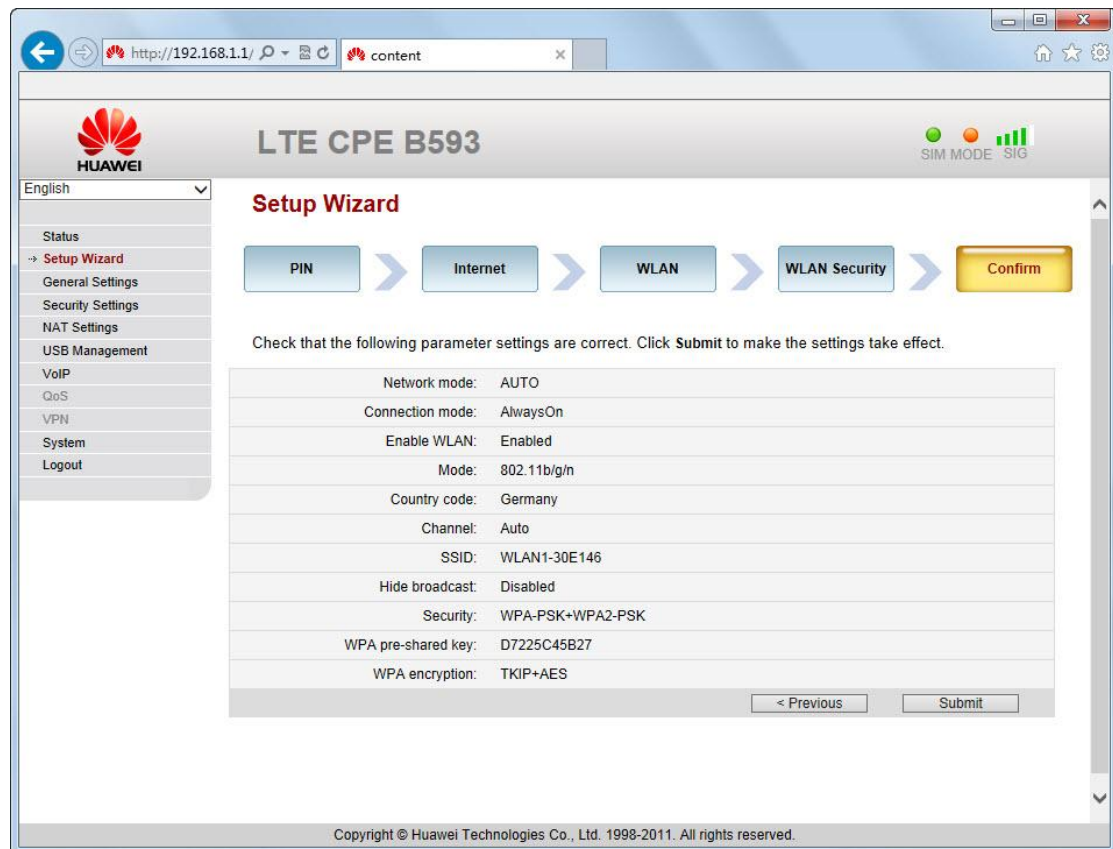 http://192.168.1.1/
content
HUAWEI
LTE CPE B593
SIM MODE SIG
English
Status
Setup Wizard
General Settings
Security Settings
NAT Settings
USB Management
VoIP
QoS
VPN
System
Logout
Setup Wizard
PIN
Internet
WLAN
WLAN Security
Confirm
Check that the following parameter settings are correct. Click Submit to make the settings take effect.
Network mode: AUTO
Connection mode: AlwaysOn
Enable WLAN: Enabled
Mode: 802.11b/g/n
Country code: Germany
Channel: Auto
SSID: WLAN1-30E146
Hide broadcast: Disabled
Security: WPA-PSK+WPA2-PSK
WPA pre-shared key: D7225C45B27
WPA encryption: TKIP+AES
< Previous
Submit
Copyright © Huawei Technologies Co., Ltd. 1998-2011. All rights reserved.